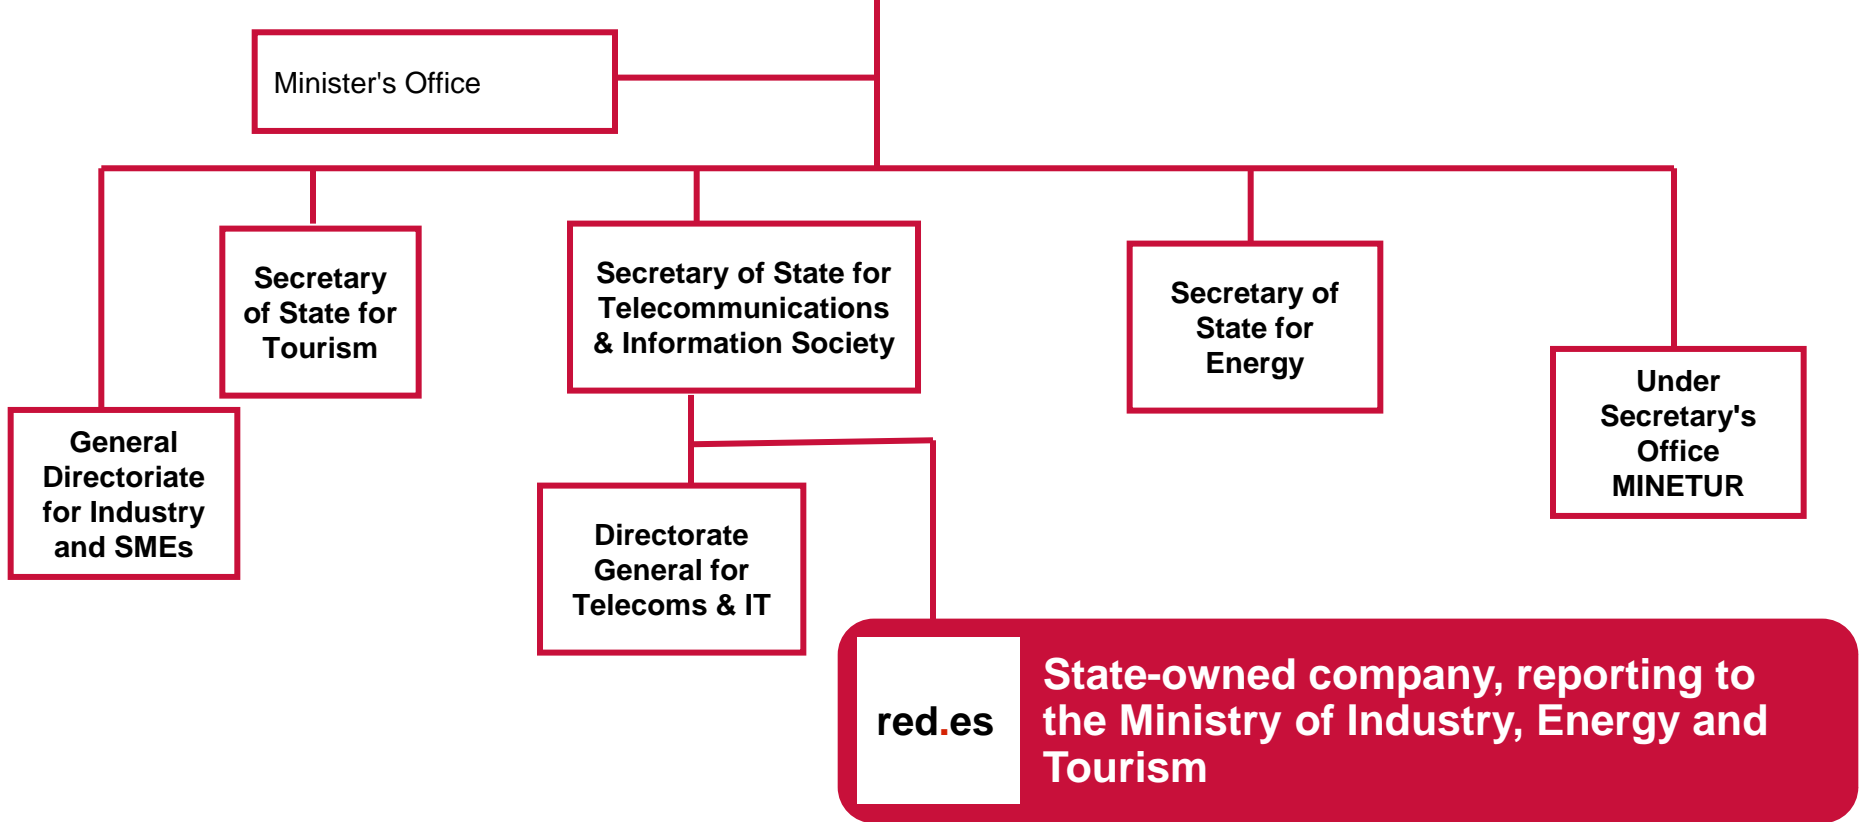 Minister's Office
Secretary
of State for
Tourism
Secretary of State for
Telecommunications
& Information Society
Secretary of
State for
Energy
Under
Secretary's
Office
MINETUR
General
Directoriate
for Industry
and SMEs
Directorate
General for
Telecoms & IT
red.es
State-owned company, reporting to
the Ministry of Industry, Energy and
Tourism